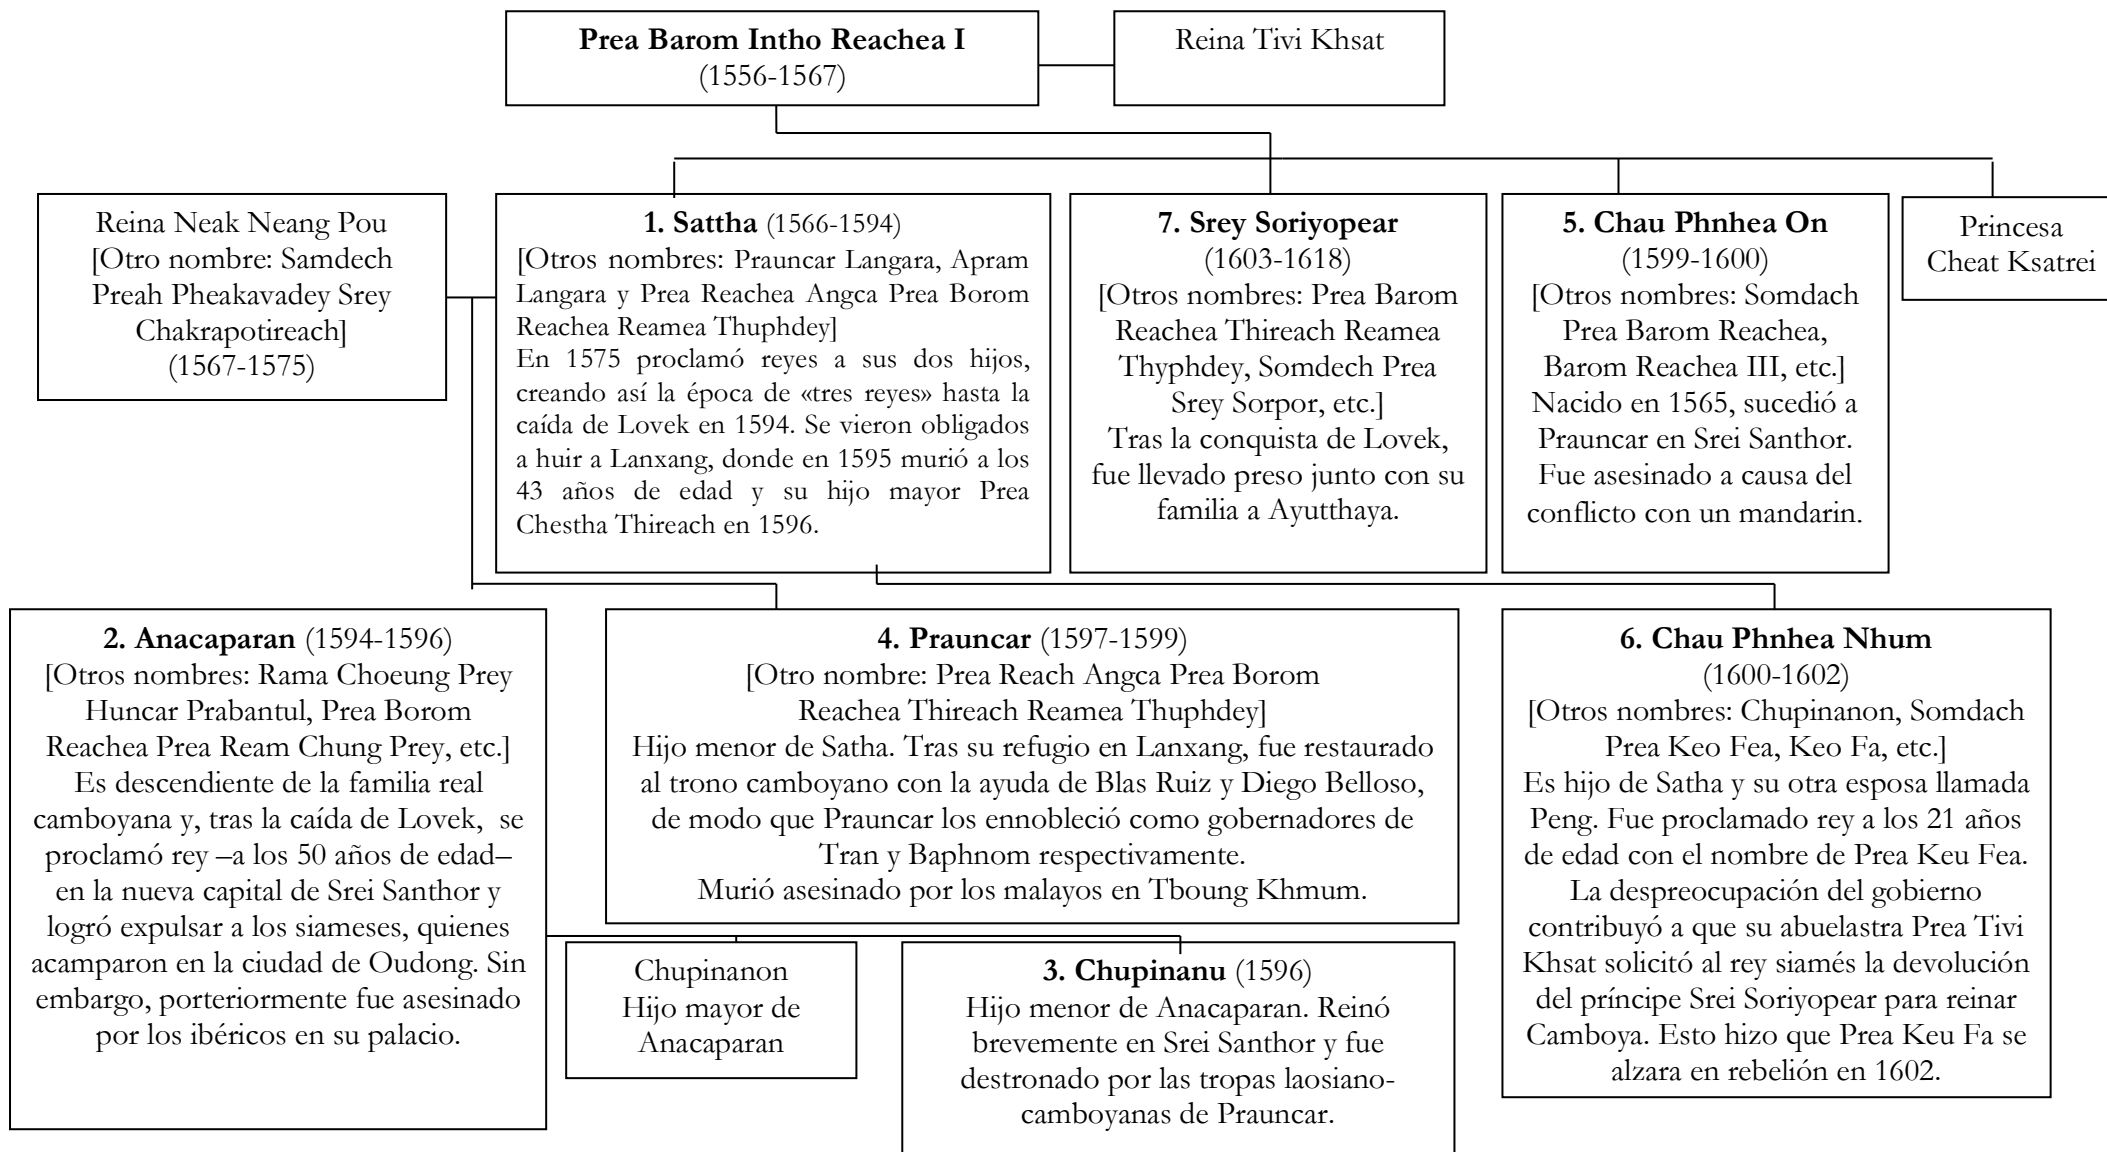 Prea Barom Intho Reachea I
(1556-1567)
Reina Tivi Khsat
Reina Neak Neang Pou
[Otro nombre: Samdech
Preah Pheakavadey Srey
Chakrapotireach]
(1567-1575)
1. Sattha (1566-1594)
[Otros nombres: Prauncar Langara, Apram
Langara y Prea Reachea Angca Prea Borom
Reachea Reamea Thuphdey]
En 1575 proclamó reyes a sus dos hijos,
creando así la época de «tres reyes» hasta la
caída de Lovek en 1594. Se vieron obligados
a huir a Lanxang, donde en 1595 murió a los
43 años de edad y su hijo mayor Prea
Chestha Thireach en 1596.
7. Srey Soriyopear
(1603-1618)
[Otros nombres: Prea Barom
Reachea Thireach Reamea
Thyphdey, Somdech Prea
Srey Sorpor, etc.]
Tras la conquista de Lovek,
fue llevado preso junto con su
familia a Ayutthaya.
5. Chau Phnhea On
(1599-1600)
[Otros nombres: Somdach
Prea Barom Reachea,
Barom Reachea III, etc.]
Nacido en 1565, sucedió a
Prauncar en Srei Santhor.
Fue asesinado a causa del
conflicto con un mandarin.
Princesa
Cheat Ksatrei
2. Anacaparan (1594-1596)
[Otros nombres: Rama Choeung Prey
Huncar Prabantul, Prea Borom
Reachea Prea Ream Chung Prey, etc.]
Es descendiente de la familia real
camboyana y, tras la caída de Lovek, se
proclamó rey –a los 50 años de edad–
en la nueva capital de Srei Santhor y
logró expulsar a los siameses, quienes
acamparon en la ciudad de Oudong. Sin
embargo, porteriormente fue asesinado
por los ibéricos en su palacio.
4. Prauncar (1597-1599)
[Otro nombre: Prea Reach Angca Prea Borom
Reachea Thireach Reamea Thuphdey]
Hijo menor de Satha. Tras su refugio en Lanxang, fue restaurado
al trono camboyano con la ayuda de Blas Ruiz y Diego Belloso,
de modo que Prauncar los ennobleció como gobernadores de
Tran y Baphnom respectivamente.
Murió asesinado por los malayos en Tboung Khmum.
6. Chau Phnhea Nhum
(1600-1602)
[Otros nombres: Chupinanon, Somdach
Prea Keo Fea, Keo Fa, etc.]
Es hijo de Satha y su otra esposa llamada
Peng. Fue proclamado rey a los 21 años
de edad con el nombre de Prea Keu Fea.
La despreocupación del gobierno
contribuyó a que su abuelastra Prea Tivi
Khsat solicitó al rey siamés la devolución
del príncipe Srei Soriyopear para reinar
Camboya. Esto hizo que Prea Keu Fa se
alzara en rebelión en 1602.
Chupinanon
Hijo mayor de
Anacaparan
3. Chupinanu (1596)
Hijo menor de Anacaparan. Reinó
brevemente en Srei Santhor y fue
destronado por las tropas laosiano-
camboyanas de Prauncar.